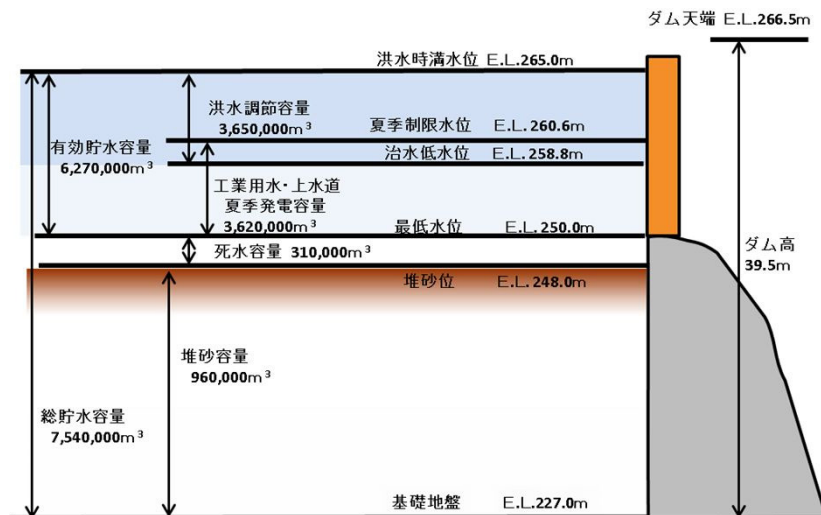 ダム天端 E.L.266.5m
洪水時満水位 E.L.265.0m
洪水調節容量
3,650,000m³
夏季制限水位 E.L.260.6m
有効貯水容量
6,270,000m³
治水低水位 E.L.258.8m
工業用水・上水道
夏季発電容量
3,620,000m³
最低水位 E.L.250.0m
死水容量 310,000m³
ダム高
39.5m
堆砂位 E.L.248.0m
堆砂容量
960,000m³
総貯水容量
7,540,000m³
基礎地盤 E.L.227.0m